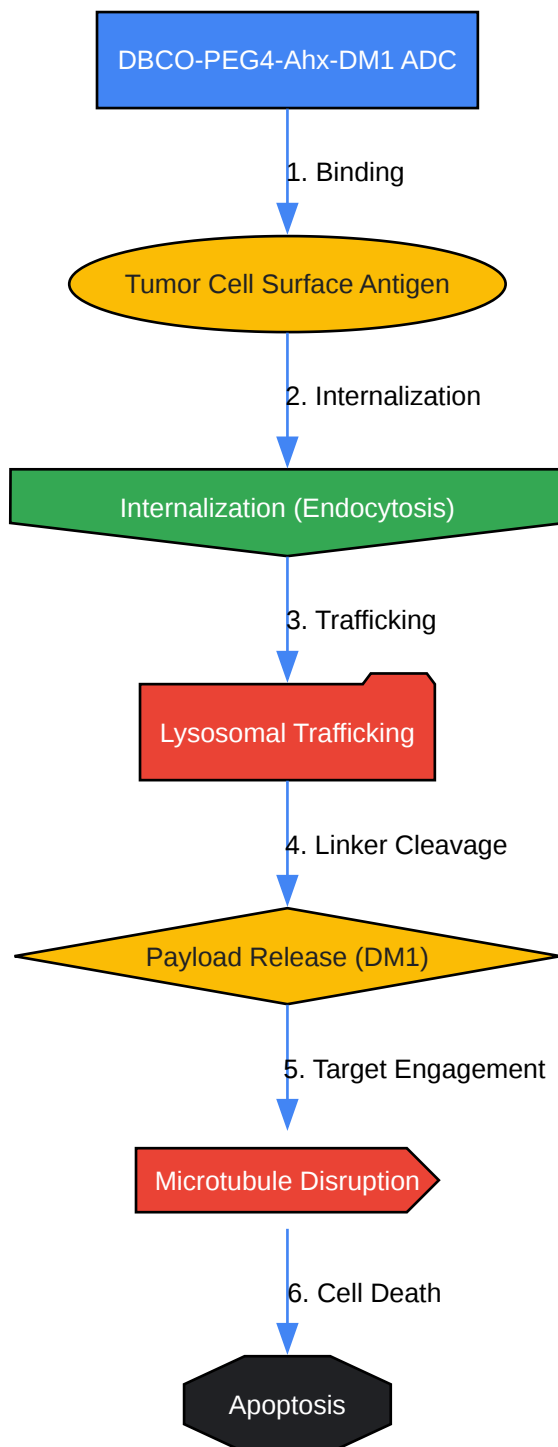 DBCO-PEG4-Ahx-DM1 ADC
1. Binding
Tumor Cell Surface Antigen
2. Internalization
Internalization (Endocytosis)
3. Trafficking
Lysosomal Trafficking
4. Linker Cleavage
Payload Release (DM1)
5. Target Engagement
Microtubule Disruption
6. Cell Death
Apoptosis